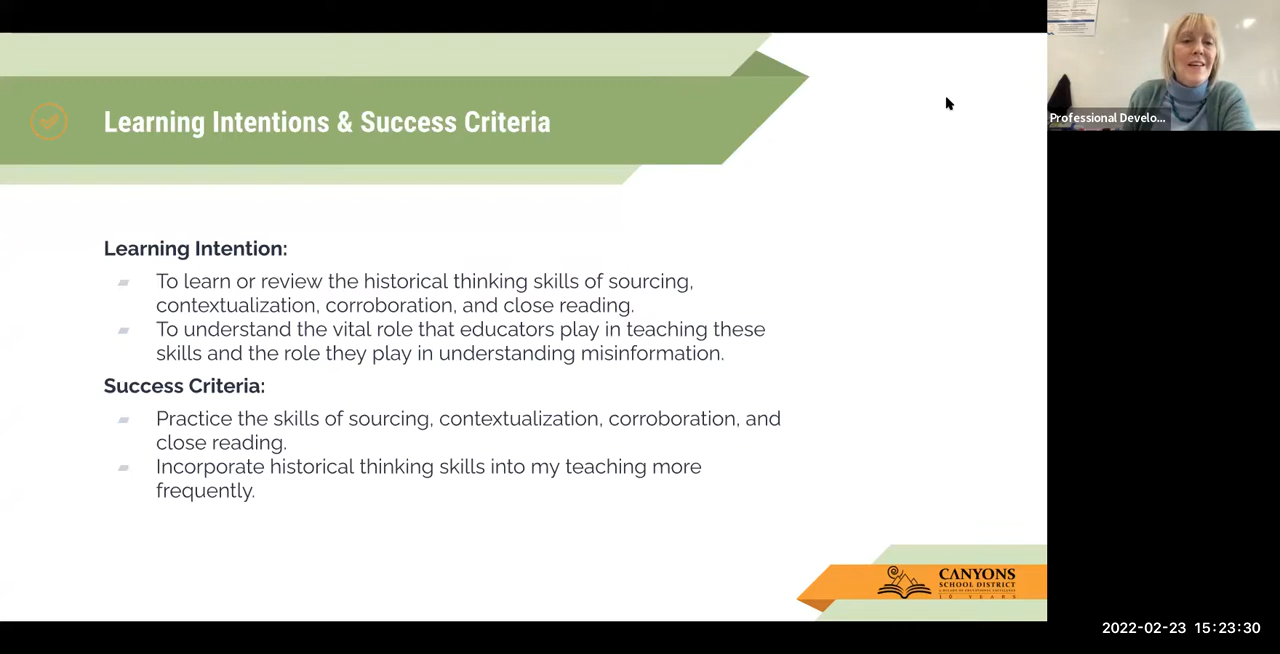 Learning Intentions & Success Criteria
Professional Develo...
Learning Intention:
To learn or review the historical thinking skills of sourcing,
contextualization, corroboration, and close reading.
To understand the vital role that educators play in teaching these
skills and the role they play in understanding misinformation.
Success Criteria:
Practice the skills of sourcing, contextualization, corroboration, and
close reading.
Incorporate historical thinking skills into my teaching more
frequently.
CANYONS
SCHOOL DISTRICT
10 YEARS
2022-02-23 15:23:30